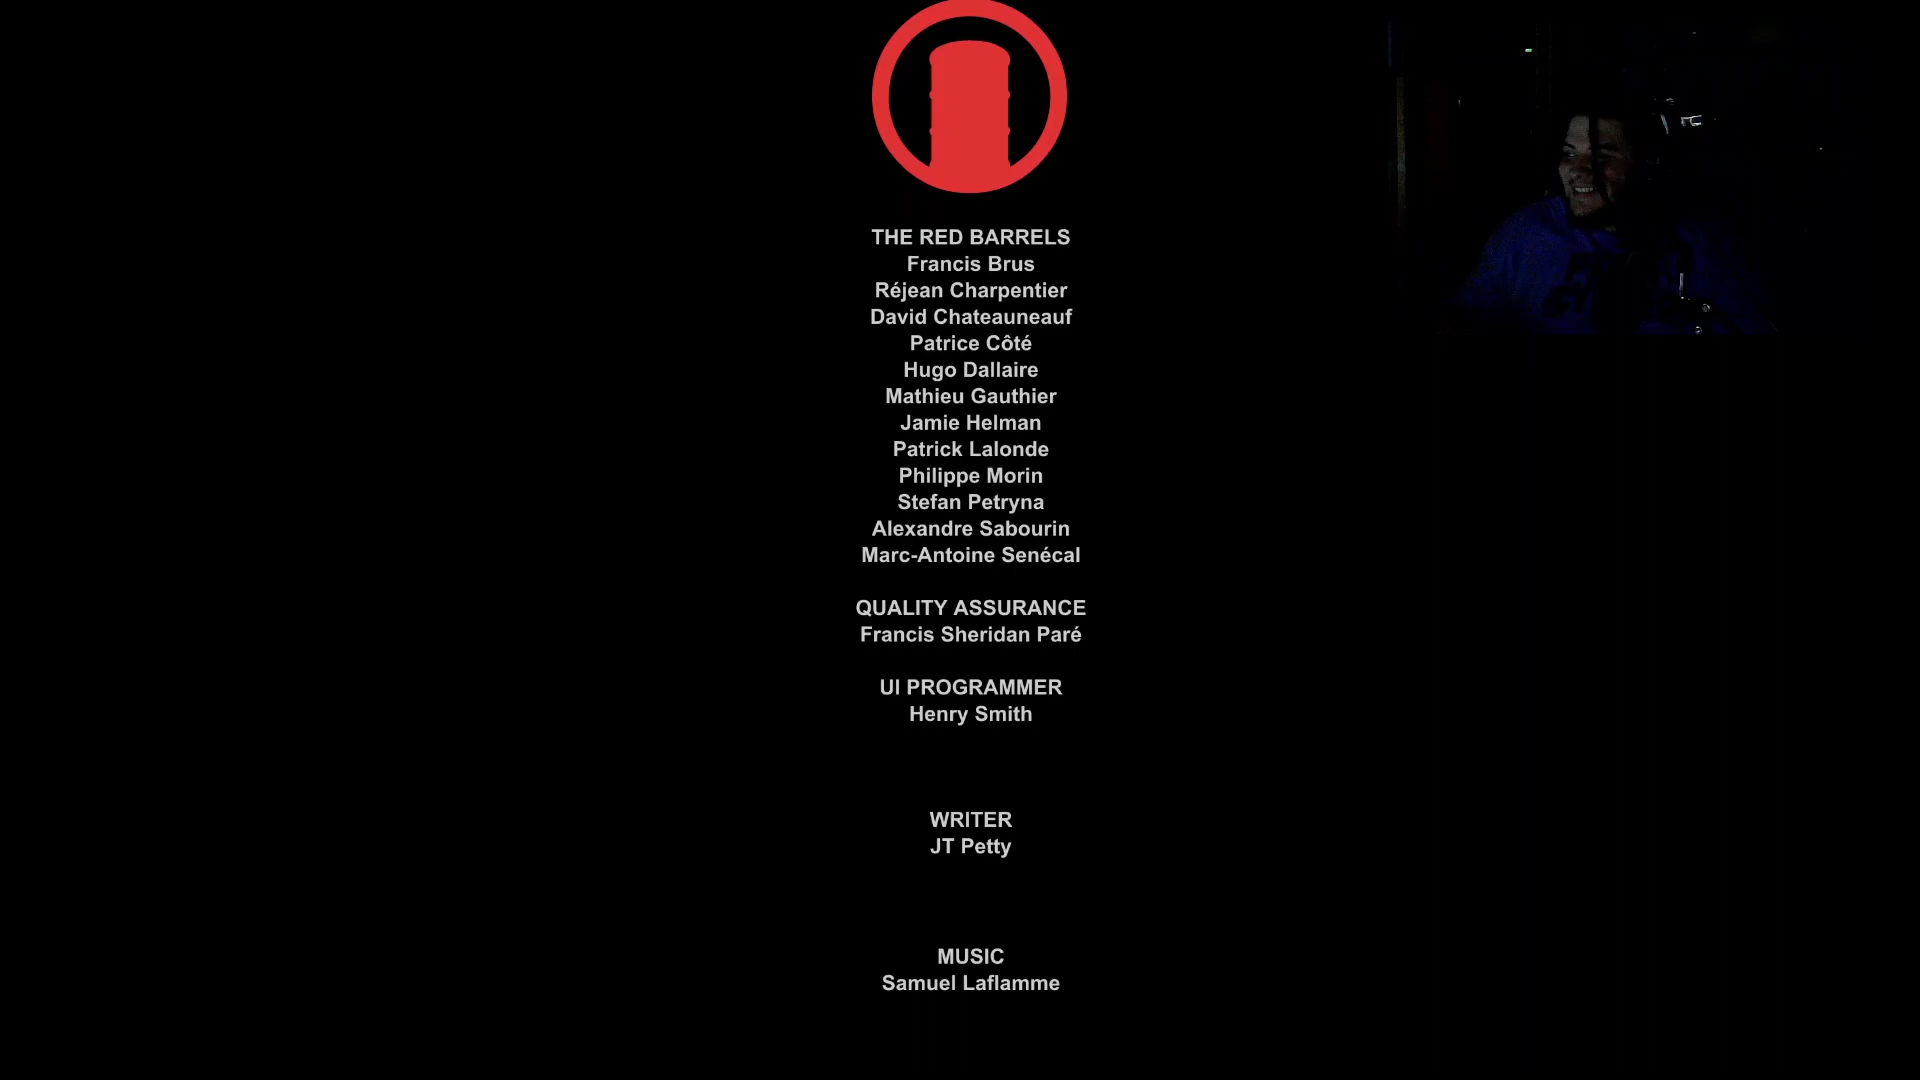 THE RED BARRELS
Francis Brus
Réjean Charpentier
David Chateauneuf
Patrice Côté
Hugo Dallaire
Mathieu Gauthier
Jamie Helman
Patrick Lalonde
Philippe Morin
Stefan Petryna
Alexandre Sabourin
Marc-Antoine Senécal
QUALITY ASSURANCE
Francis Sheridan Paré
UI PROGRAMMER
Henry Smith
WRITER
JT Petty
MUSIC
Samuel Laflamme